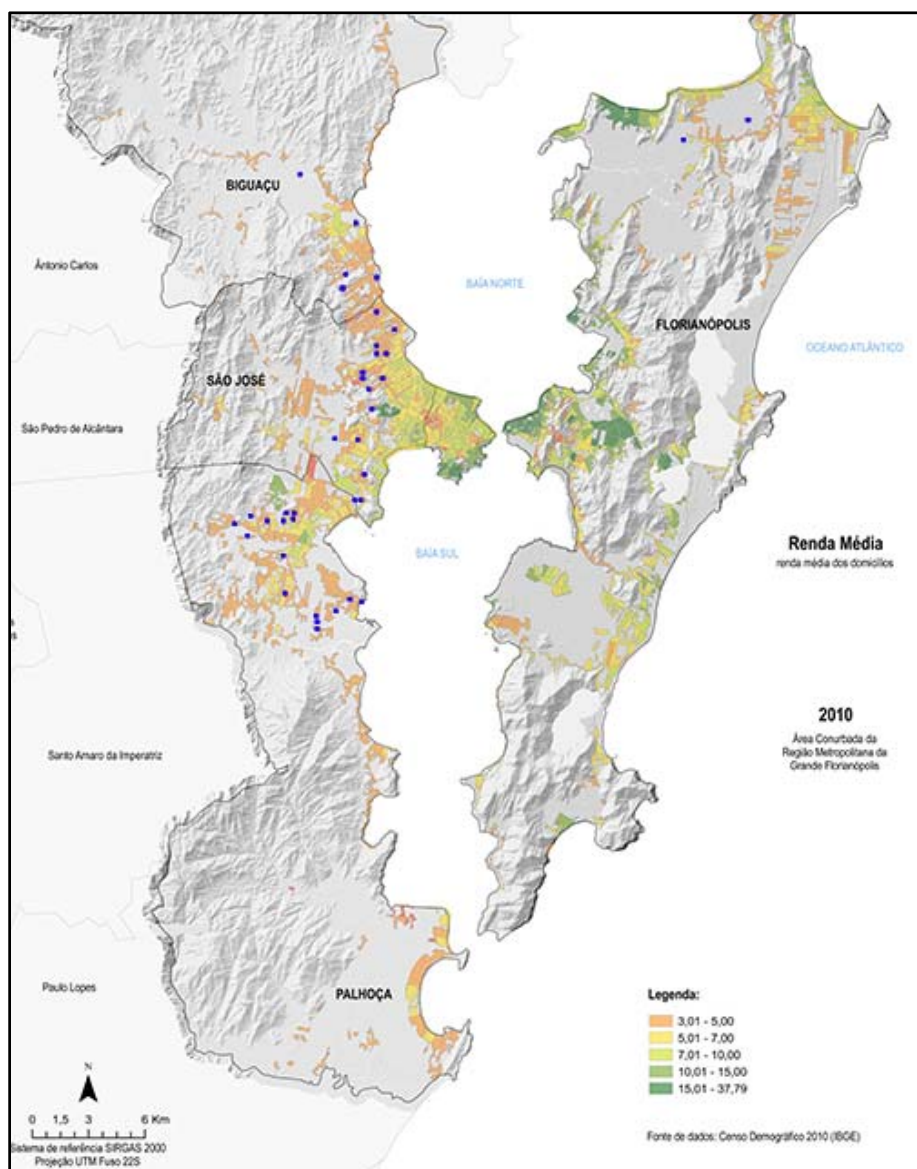 BIGUAÇU
Ântonio Carlos
BAÍA NORTE
FLORIANÓPOLIS
OCEANO ATLÂNTICO
SÃO JOSÉ
São Pedro de Alcântara
Renda Média
renda média dos domicílios
BAÍA SUL
2010
Área Conurbada da
Região Metropolitana da
Grande Florianópolis
Santo Amaro da Imperatriz
Paulo Lopes
PALHOÇA
Legenda:
3,01 - 5,00
5,01 - 7,00
7,01 - 10,00
10,01 - 15,00
15,01 - 37,79
N
0 1,5 3 6 Km
Sistema de referência SIRGAS 2000
Projeção UTM Fuso 22S
Fonte de dados: Censo Demográfico 2010 (IBGE)